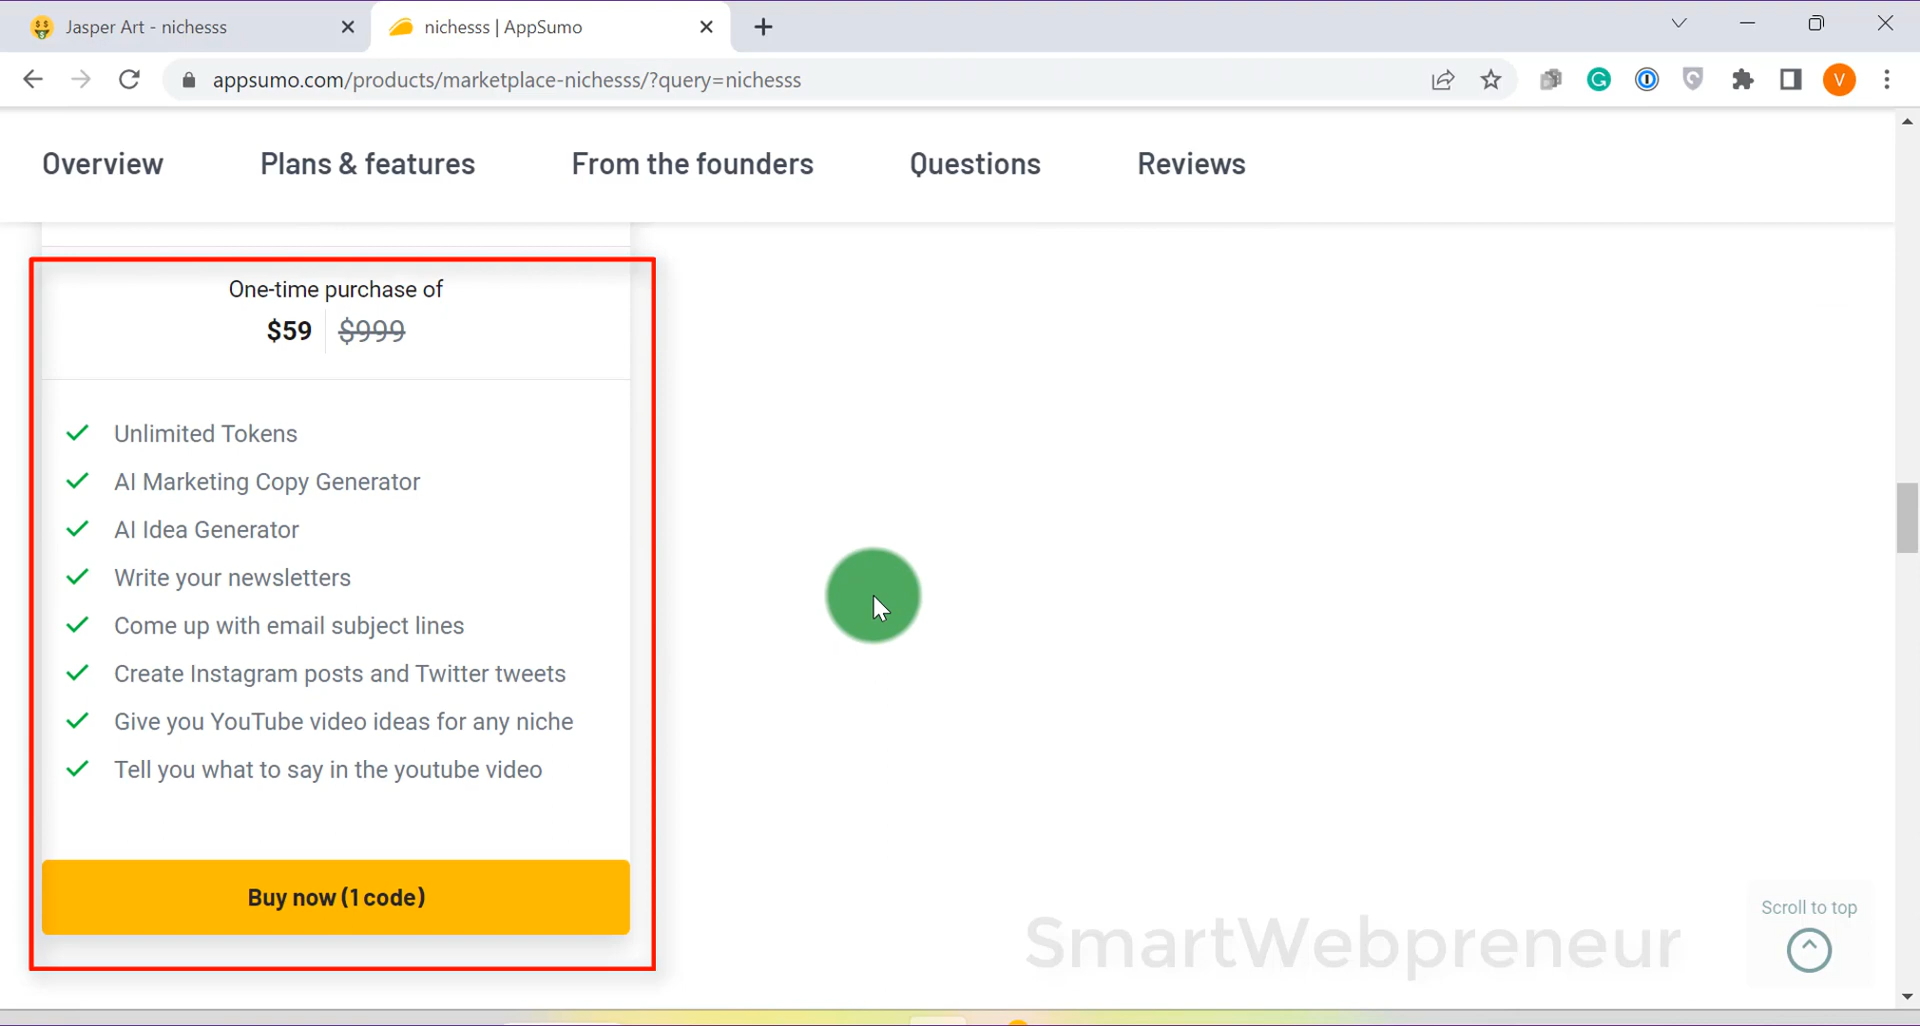 Jasper Art - nichesss
nichesss | AppSumo
appsumo.com/products/marketplace-nichesss/?query=nichesss
V
Overview
Plans & features
From the founders
Questions
Reviews
One-time purchase of
$59 $999
Unlimited Tokens
AI Marketing Copy Generator
AI Idea Generator
Write your newsletters
Come up with email subject lines
Create Instagram posts and Twitter tweets
Give you YouTube video ideas for any niche
Tell you what to say in the youtube video
Buy now (1 code)
SmartWebpreneur
Scroll to top